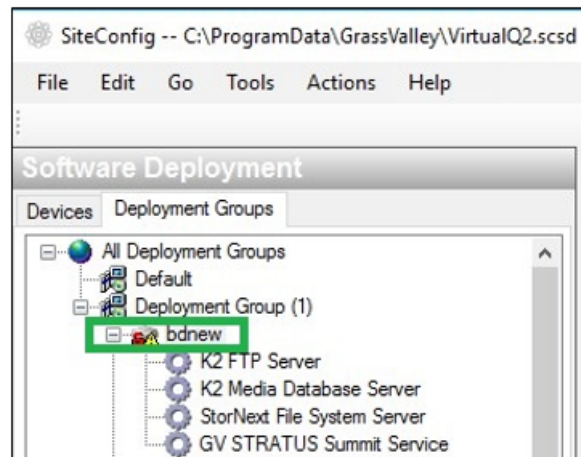 SiteConfig -- C:\ProgramData\GrassValley\VirtualQ2.scsd
File Edit Go Tools Actions Help
Software Deployment
Devices Deployment Groups
All Deployment Groups
Default
Deployment Group (1)
bdnew
K2 FTP Server
K2 Media Database Server
StorNext File System Server
GV STRATUS Summit Service